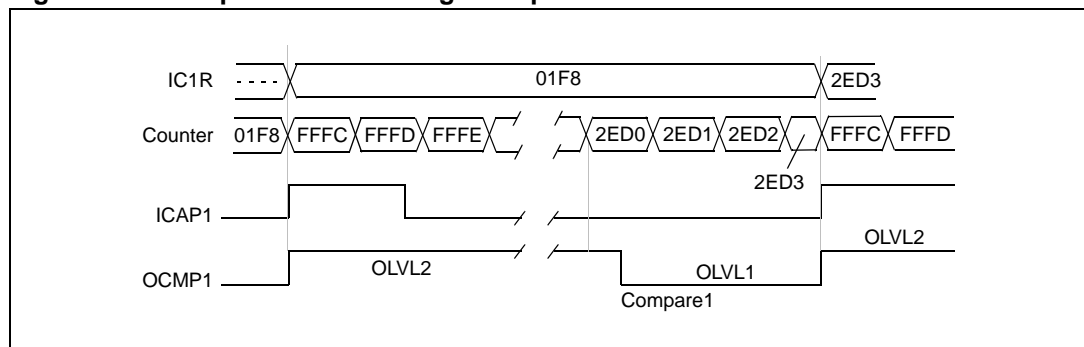 IC1R - - - - 01F8 2ED3
Counter 01F8 FFFC FFFD FFFE 2ED0 2ED1 2ED2 FFFC FFFD
2ED3
ICAP1
OLVL2
OCMP1 OLVL2 OLVL1
Compare1